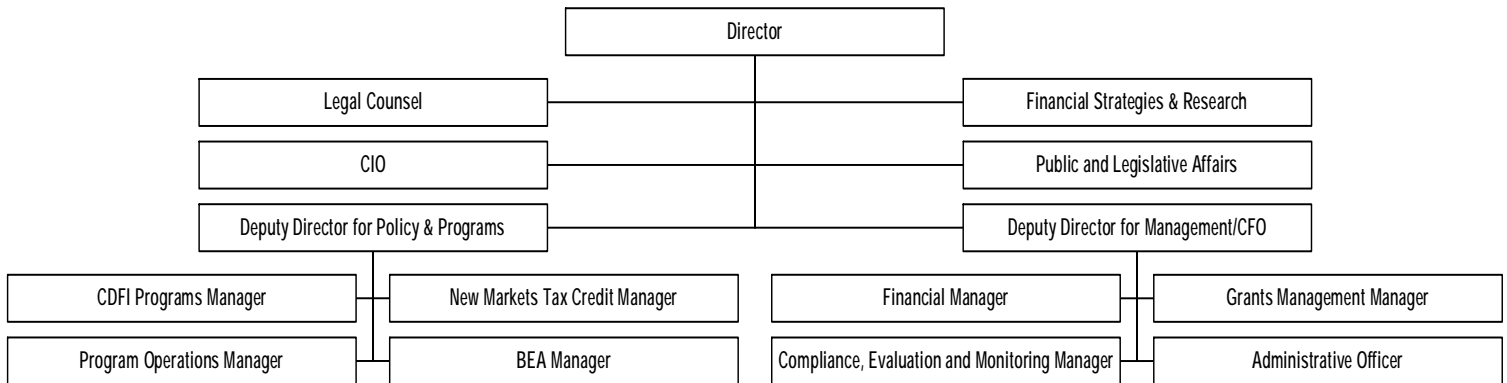 Director
Legal Counsel
Financial Strategies & Research
CIO
Public and Legislative Affairs
Deputy Director for Policy & Programs
Deputy Director for Management/CFO
CDFI Programs Manager
New Markets Tax Credit Manager
Financial Manager
Grants Management Manager
Program Operations Manager
BEA Manager
Compliance, Evaluation and Monitoring Manager
Administrative Officer